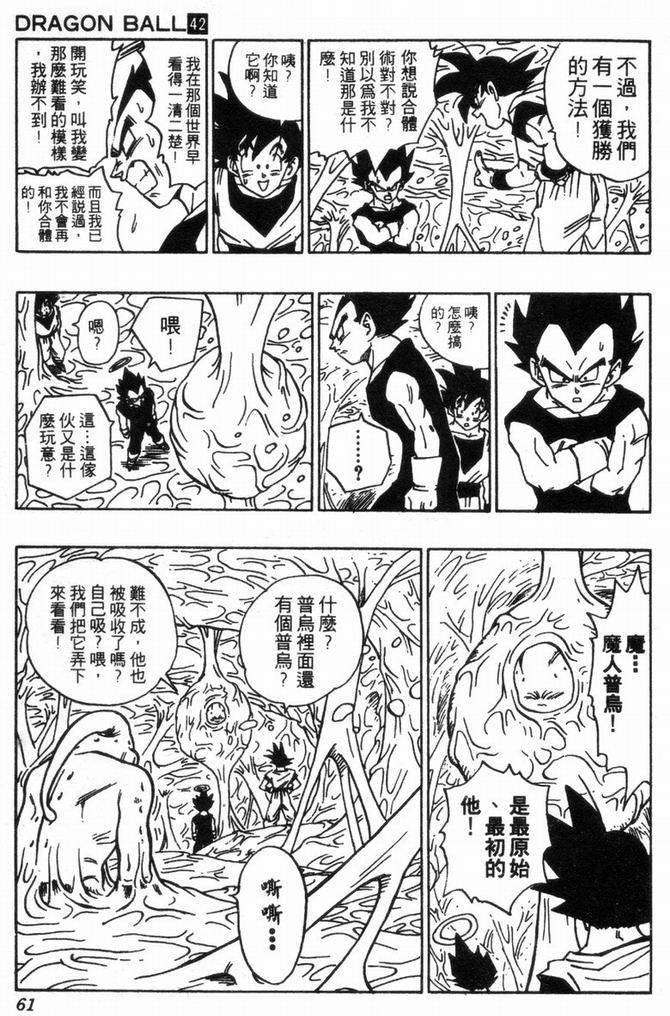 DRAGON BALL 42
不過，我們
有一個獲勝
的方法！
你想說合體
術對不對？
別以為我不
知道那是什
麼！
咦？
你知道
它啊？
我在那個世界早
看得一清二楚！
開玩笑，叫我變
那麼難看的模樣
，我辦不到！
而且我已
經說過，
我不會再
和你合體
的！
咦？
怎麼搞
的？
……？
喂！
嗯？
這…這傢
伙又是什
麼玩意？
魔…
魔人普烏！
是最原始
、最初的
他！
什麼？
普烏裡面還
有個普烏？
難不成，他也
被吸收了嗎？
自己吸？喂，
我們把它弄下
來看看！
嘶
嘶…
61